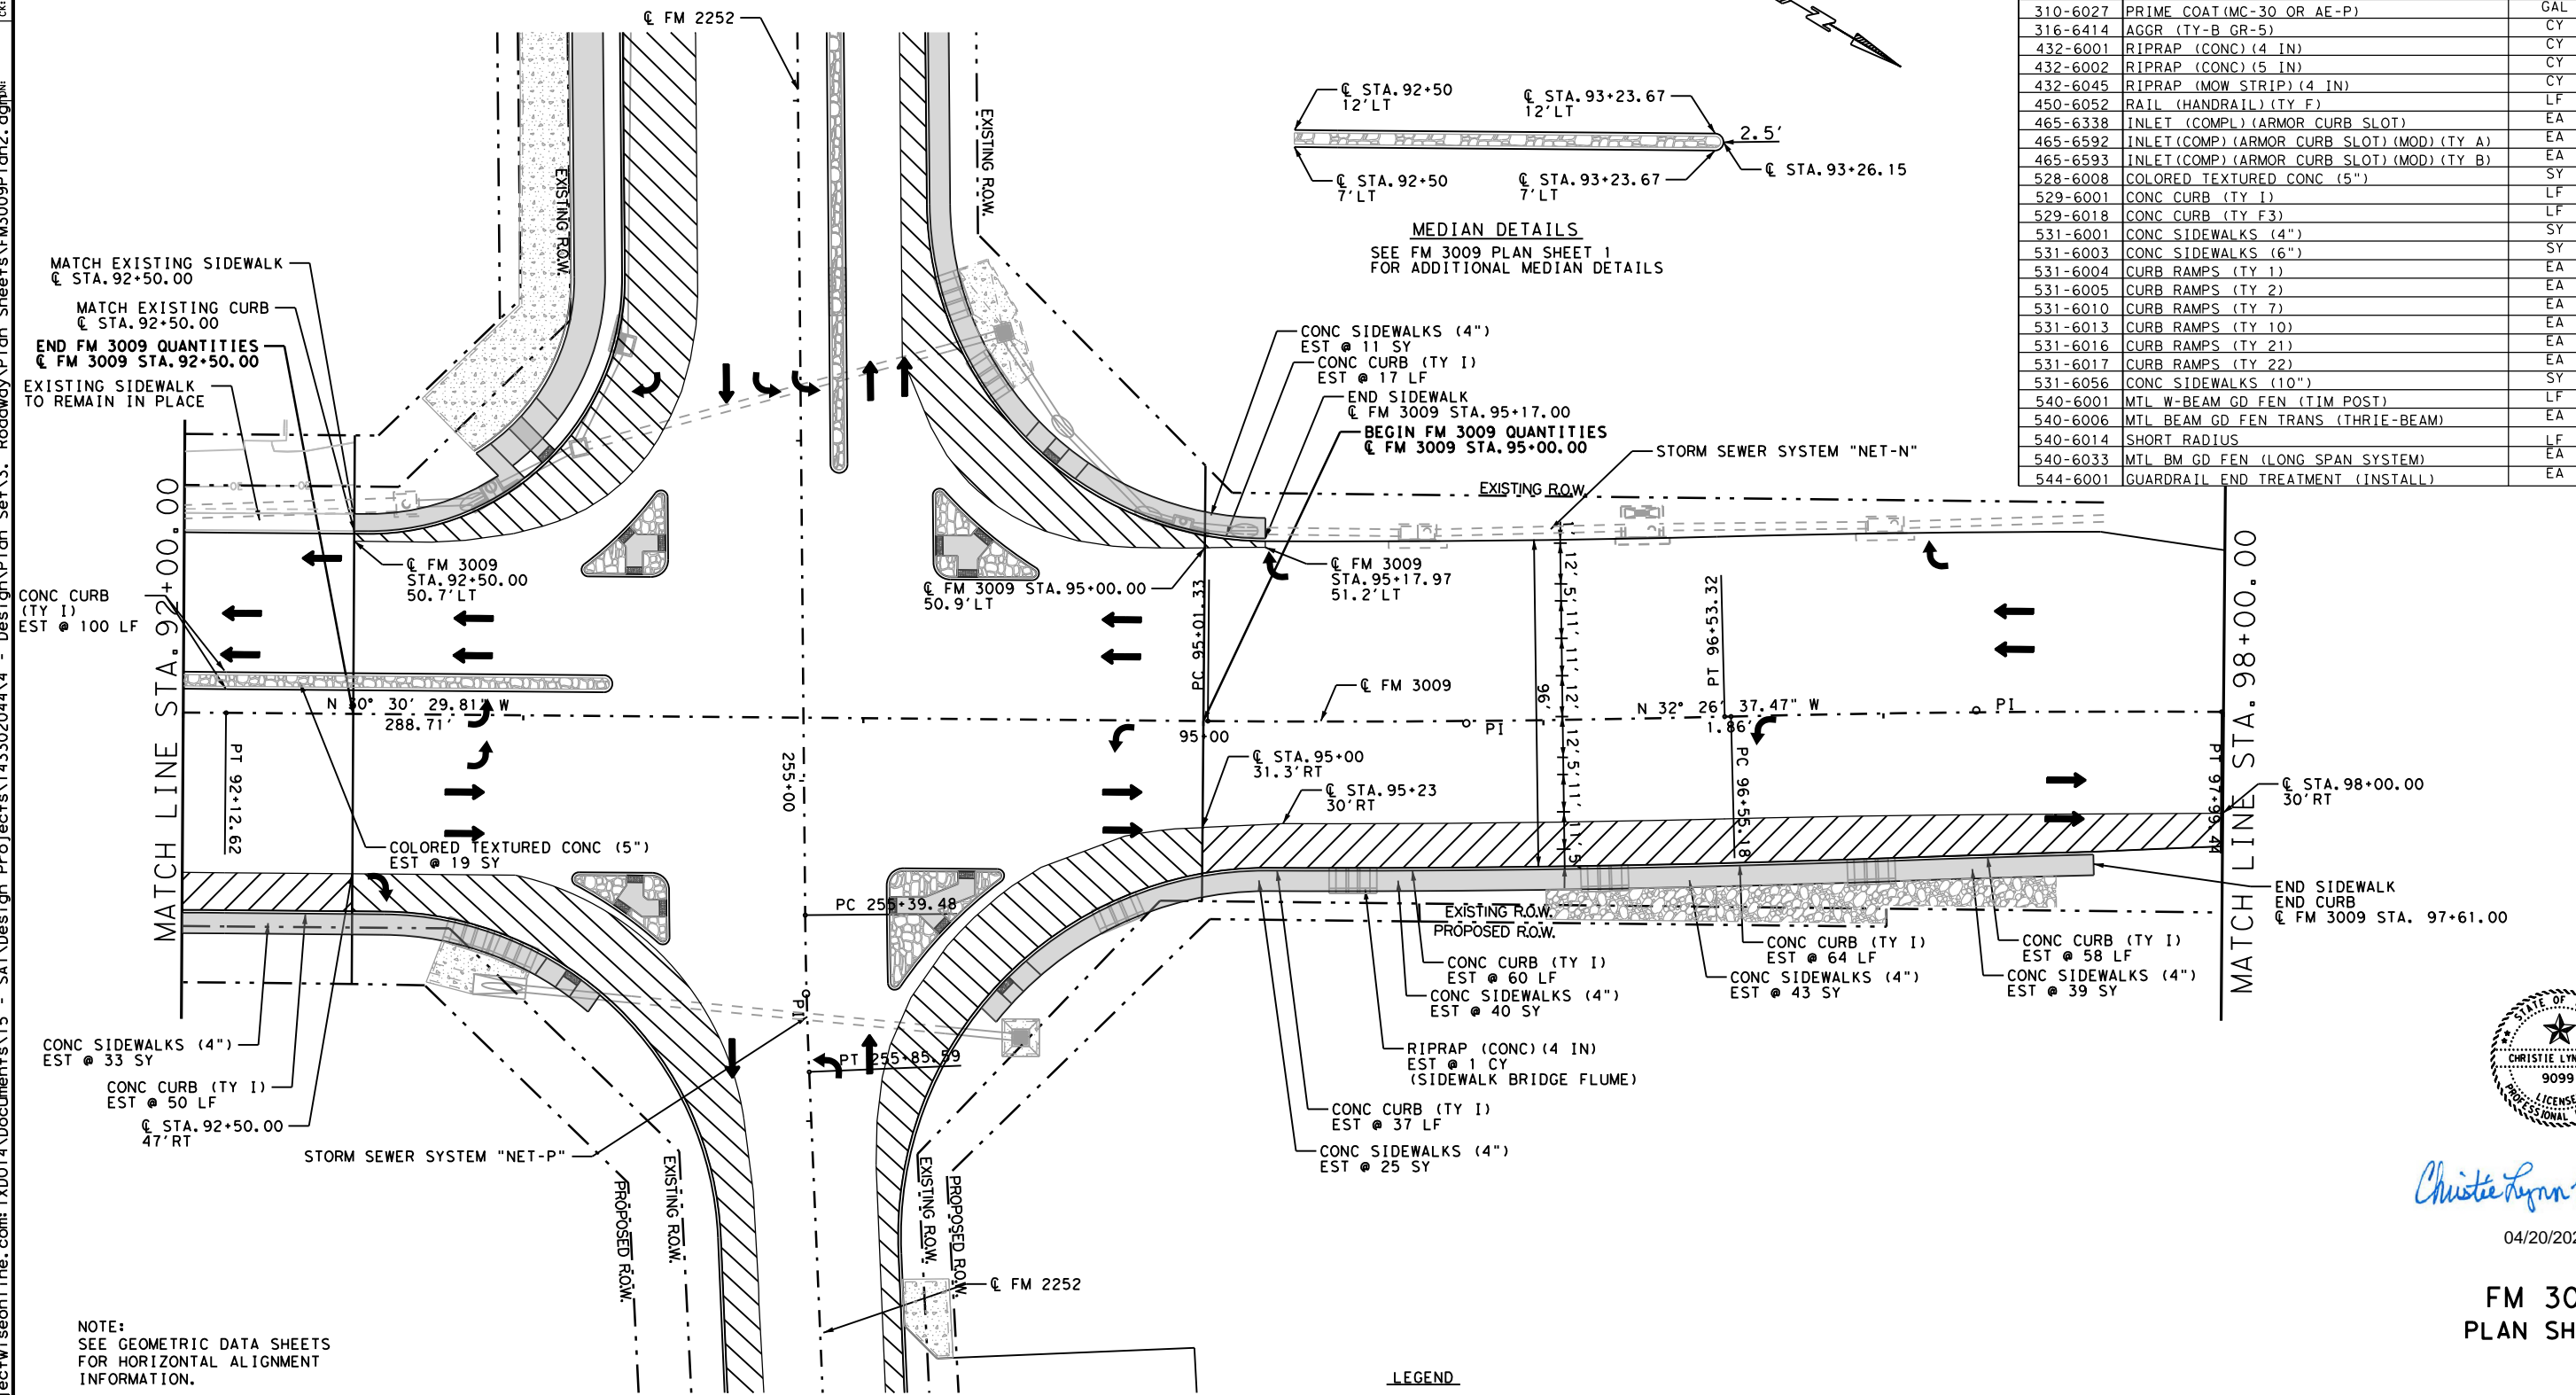 ℄ FM 2252
EXISTING R.O.W.
EXISTING R.O.W.
℄ STA.92+50
12'LT
℄ STA.93+23.67
12'LT
2.5'
℄ STA.92+50
7'LT
℄ STA.93+23.67
7'LT
℄ STA.93+26.15
MEDIAN DETAILS
SEE FM 3009 PLAN SHEET 1
FOR ADDITIONAL MEDIAN DETAILS
310-6027 PRIME COAT(MC-30 OR AE-P) GAL
316-6414 AGGR (TY-B GR-5) CY
432-6001 RIPRAP (CONC)(4 IN) CY
432-6002 RIPRAP (CONC)(5 IN) CY
432-6045 RIPRAP (MOW STRIP)(4 IN) CY
450-6052 RAIL (HANDRAIL)(TY F) LF
465-6338 INLET (COMPL)(ARMOR CURB SLOT) EA
465-6592 INLET(COMP)(ARMOR CURB SLOT)(MOD)(TY A) EA
465-6593 INLET(COMP)(ARMOR CURB SLOT)(MOD)(TY B) EA
528-6008 COLORED TEXTURED CONC (5") SY
529-6001 CONC CURB (TY I) LF
529-6018 CONC CURB (TY F3) LF
531-6001 CONC SIDEWALKS (4") SY
531-6003 CONC SIDEWALKS (6") SY
531-6004 CURB RAMPS (TY 1) EA
531-6005 CURB RAMPS (TY 2) EA
531-6010 CURB RAMPS (TY 7) EA
531-6013 CURB RAMPS (TY 10) EA
531-6016 CURB RAMPS (TY 21) EA
531-6017 CURB RAMPS (TY 22) EA
531-6056 CONC SIDEWALKS (10") SY
540-6001 MTL W-BEAM GD FEN (TIM POST) LF
540-6006 MTL BEAM GD FEN TRANS (THRIE-BEAM) EA
540-6014 SHORT RADIUS LF
540-6033 MTL BM GD FEN (LONG SPAN SYSTEM) EA
544-6001 GUARDRAIL END TREATMENT (INSTALL) EA
MATCH EXISTING SIDEWALK
℄ STA.92+50.00
MATCH EXISTING CURB
℄ STA.92+50.00
END FM 3009 QUANTITIES
℄ FM 3009 STA.92+50.00
EXISTING SIDEWALK
TO REMAIN IN PLACE
CONC SIDEWALKS (4")
EST @ 11 SY
CONC CURB (TY I)
EST @ 17 LF
END SIDEWALK
℄ FM 3009 STA.95+17.00
BEGIN FM 3009 QUANTITIES
℄ FM 3009 STA.95+00.00
STORM SEWER SYSTEM "NET-N"
EXISTING R.O.W.
MATCH LINE STA.92+00.00
CONC CURB
(TY I)
EST @ 100 LF
℄ FM 3009
STA.92+50.00
50.7'LT
℄ FM 3009 STA.95+00.00
50.9'LT
℄ FM 3009
STA.95+17.97
51.2'LT
PC 95+01.33
1' 12' 5' 11' 11' 12' 12' 5' 11' 11' 5'
96'
PT 96+53.32
℄ FM 3009
N 30° 30' 29.81" W
288.71'
PI
N 32° 26' 37.47" W
1.86'
PI
95+00
255+00
PT 92+12.62
℄ STA.95+00
31.3'RT
℄ STA.95+23
30'RT
PC 96+55.18
PT 97+99.44
MATCH LINE STA.98+00.00
℄ STA.98+00.00
30'RT
COLORED TEXTURED CONC (5")
EST @ 19 SY
PC 255+39.48
PI
PT 255+85.59
EXISTING R.O.W.
PROPOSED R.O.W.
END SIDEWALK
END CURB
℄ FM 3009 STA. 97+61.00
CONC CURB (TY I)
EST @ 60 LF
CONC SIDEWALKS (4")
EST @ 40 SY
CONC CURB (TY I)
EST @ 64 LF
CONC SIDEWALKS (4")
EST @ 43 SY
CONC CURB (TY I)
EST @ 58 LF
CONC SIDEWALKS (4")
EST @ 39 SY
RIPRAP (CONC)(4 IN)
EST @ 1 CY
(SIDEWALK BRIDGE FLUME)
CONC CURB (TY I)
EST @ 37 LF
CONC SIDEWALKS (4")
EST @ 25 SY
CONC SIDEWALKS (4")
EST @ 33 SY
CONC CURB (TY I)
EST @ 50 LF
℄ STA.92+50.00
47'RT
STORM SEWER SYSTEM "NET-P"
PROPOSED R.O.W.
EXISTING R.O.W.
EXISTING R.O.W.
PROPOSED R.O.W.
℄ FM 2252
STATE OF
CHRISTIE LYN
9099
LICENSE
PROFESSIONAL
Christie Lynn
04/20/202
FM 30
PLAN SH
NOTE:
SEE GEOMETRIC DATA SHEETS
FOR HORIZONTAL ALIGNMENT
INFORMATION.
LEGEND